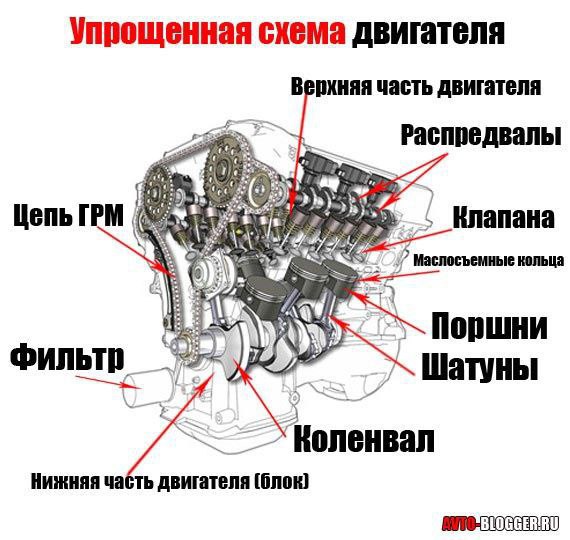 Упрощенная схема двигателя
Верхняя часть двигателя
Распредвалы
Цепь ГРМ
Клапана
Маслосъемные кольца
Поршни
Фильтр
Шатуны
Коленвал
Нижняя часть двигателя (блок)
AVTO-BLOGGER.RU